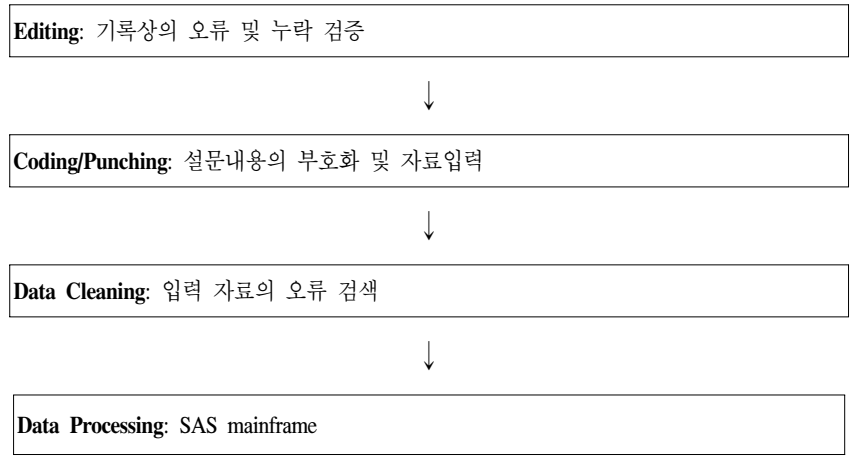 Editing: 기록상의 오류 및 누락 검증
↓
Coding/Punching: 설문내용의 부호화 및 자료입력
↓
Data Cleaning: 입력 자료의 오류 검색
↓
Data Processing: SAS mainframe